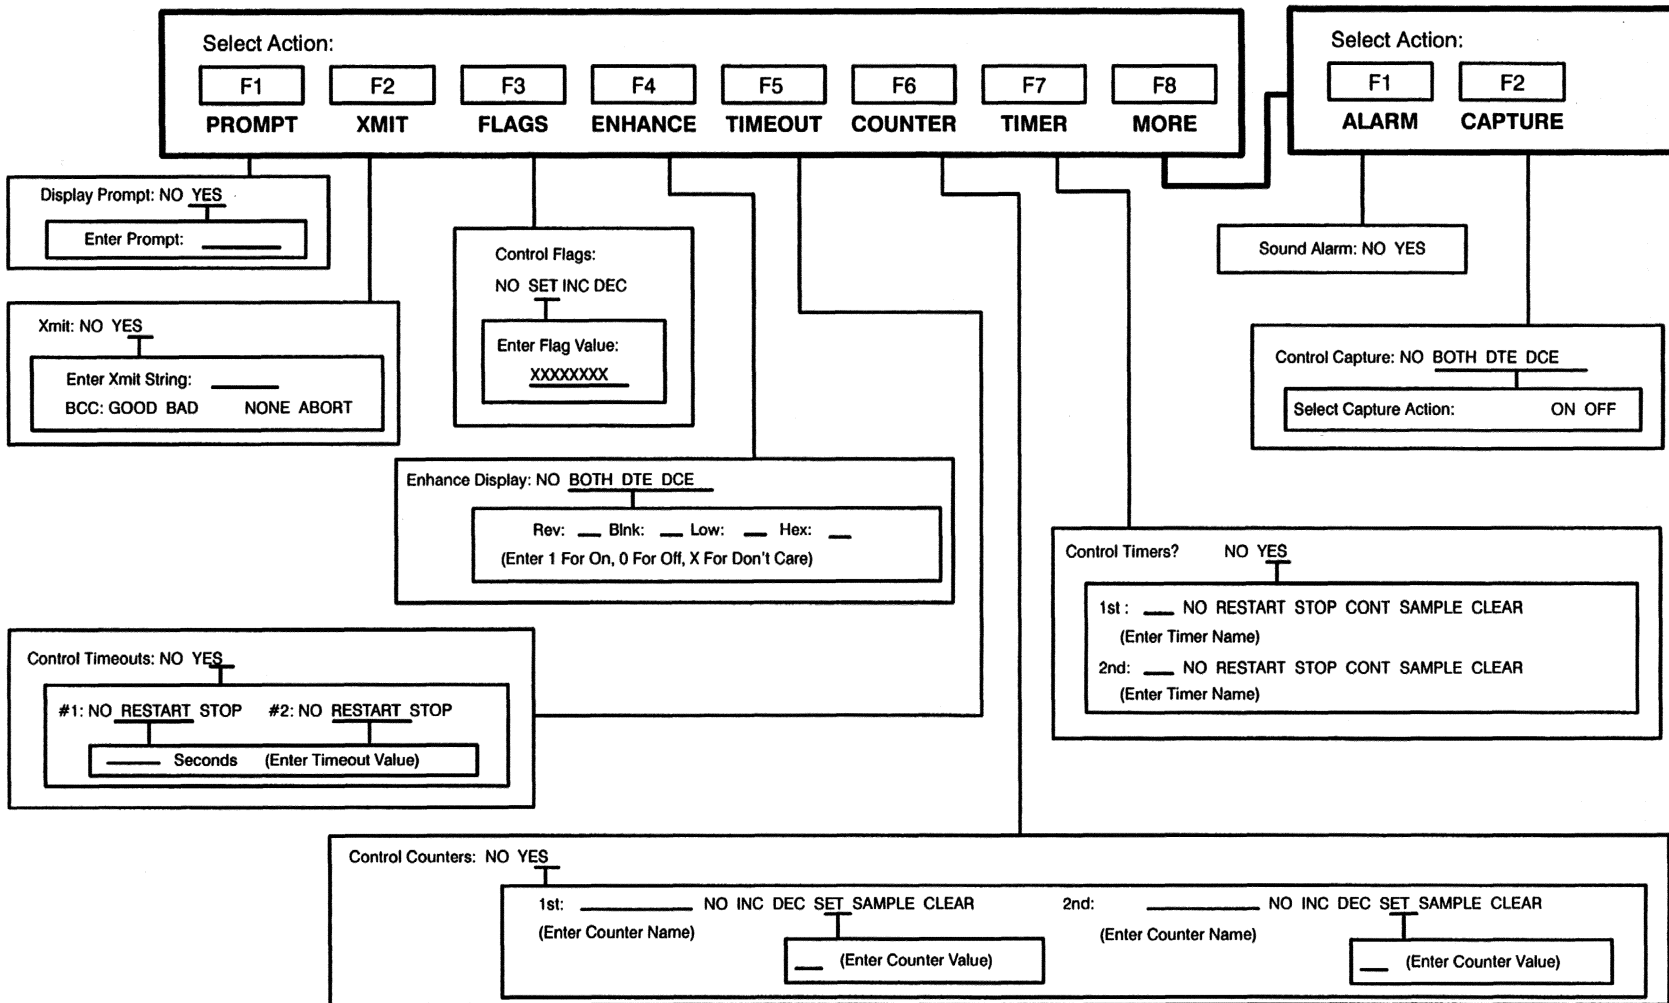 Select Action:
F1 F2 F3 F4 F5 F6 F7 F8
PROMPT XMIT FLAGS ENHANCE TIMEOUT COUNTER TIMER MORE
Select Action:
F1 F2
ALARM CAPTURE
Display Prompt: NO YES
Enter Prompt:
Xmit: NO YES
Enter Xmit String:
BCC: GOOD BAD NONE ABORT
Control Flags:
NO SET INC DEC
Enter Flag Value:
XXXXXXXX
Sound Alarm: NO YES
Control Capture: NO BOTH DTE DCE
Select Capture Action: ON OFF
Enhance Display: NO BOTH DTE DCE
Rev: Blnk: Low: Hex:
(Enter 1 For On, 0 For Off, X For Don't Care)
Control Timers? NO YES
1st : NO RESTART STOP CONT SAMPLE CLEAR
(Enter Timer Name)
2nd: NO RESTART STOP CONT SAMPLE CLEAR
(Enter Timer Name)
Control Timeouts: NO YES
#1: NO RESTART STOP #2: NO RESTART STOP
Seconds (Enter Timeout Value)
Control Counters: NO YES
1st: NO INC DEC SET SAMPLE CLEAR
(Enter Counter Name)
(Enter Counter Value)
2nd: NO INC DEC SET SAMPLE CLEAR
(Enter Counter Name)
(Enter Counter Value)